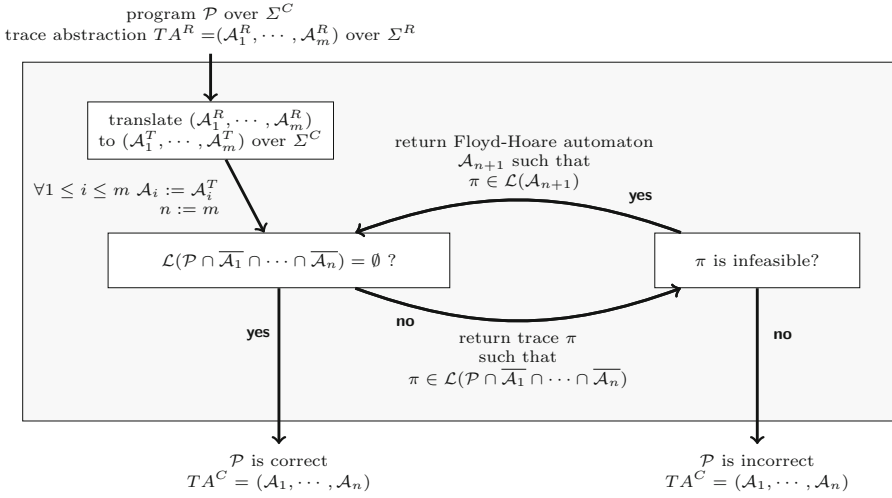 program 𝒫 over Σ^C
trace abstraction TA^R =(𝒜_1^R, ⋯ , 𝒜_m^R) over Σ^R
translate (𝒜_1^R, ⋯ , 𝒜_m^R)
to (𝒜_1^T, ⋯ , 𝒜_m^T) over Σ^C
∀1 ≤ i ≤ m 𝒜_i := 𝒜_i^T
n := m
return Floyd-Hoare automaton
𝒜_{n+1} such that
π ∈ ℒ(𝒜_{n+1})
yes
ℒ(𝒫 ∩ \overline{𝒜_1} ∩ ⋯ ∩ \overline{𝒜_n}) = ∅ ?
π is infeasible?
yes
no
no
return trace π
such that
π ∈ ℒ(𝒫 ∩ \overline{𝒜_1} ∩ ⋯ ∩ \overline{𝒜_n})
𝒫 is correct
TA^C = (𝒜_1, ⋯ , 𝒜_n)
𝒫 is incorrect
TA^C = (𝒜_1, ⋯ , 𝒜_n)